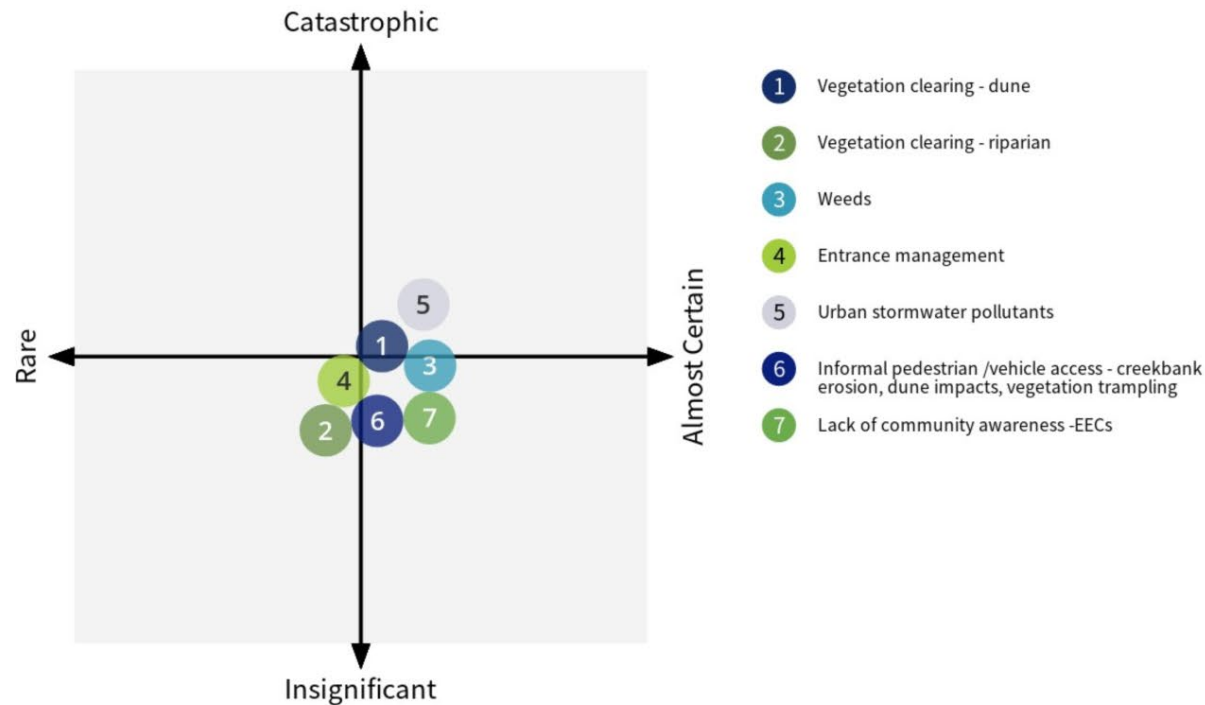 Catastrophic
Rare
Almost Certain
Insignificant
5
1
3
4
7
6
2
1 Vegetation clearing - dune
2 Vegetation clearing - riparian
3 Weeds
4 Entrance management
5 Urban stormwater pollutants
6 Informal pedestrian /vehicle access - creekbank
erosion, dune impacts, vegetation trampling
7 Lack of community awareness -EECs